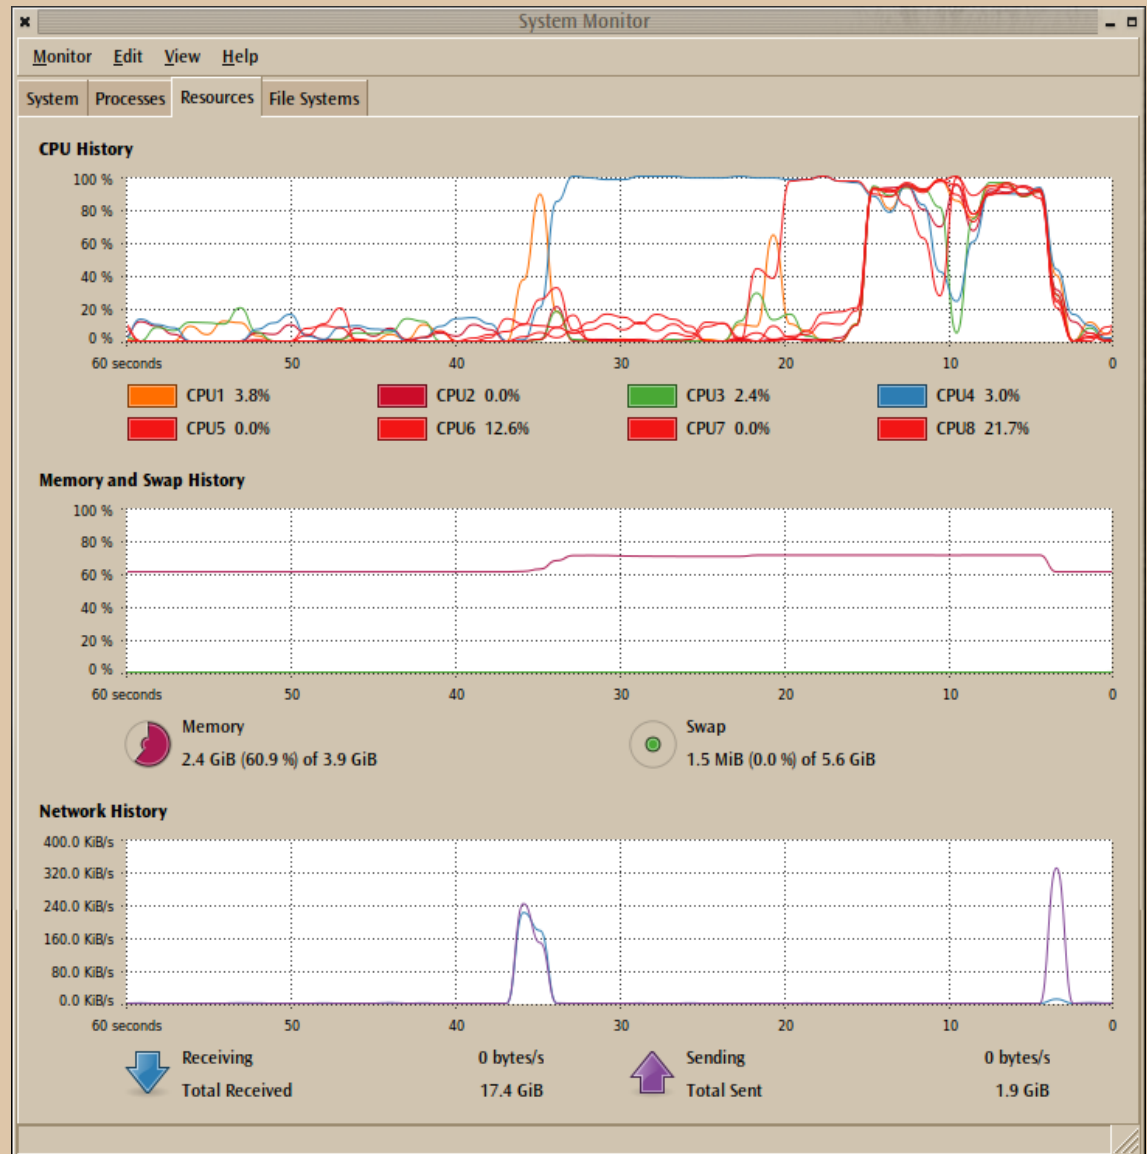 System Monitor
Monitor Edit View Help
System Processes Resources File Systems
CPU History
100 %
80 %
60 %
40 %
20 %
0 %
60 seconds 50 40 30 20 10 0
CPU1 3.8% CPU2 0.0% CPU3 2.4% CPU4 3.0%
CPU5 0.0% CPU6 12.6% CPU7 0.0% CPU8 21.7%
Memory and Swap History
100 %
80 %
60 %
40 %
20 %
0 %
60 seconds 50 40 30 20 10 0
Memory Swap
2.4 GiB (60.9 %) of 3.9 GiB 1.5 MiB (0.0 %) of 5.6 GiB
Network History
400.0 KiB/s
320.0 KiB/s
240.0 KiB/s
160.0 KiB/s
80.0 KiB/s
0.0 KiB/s
60 seconds 50 40 30 20 10 0
Receiving 0 bytes/s Sending 0 bytes/s
Total Received 17.4 GiB Total Sent 1.9 GiB